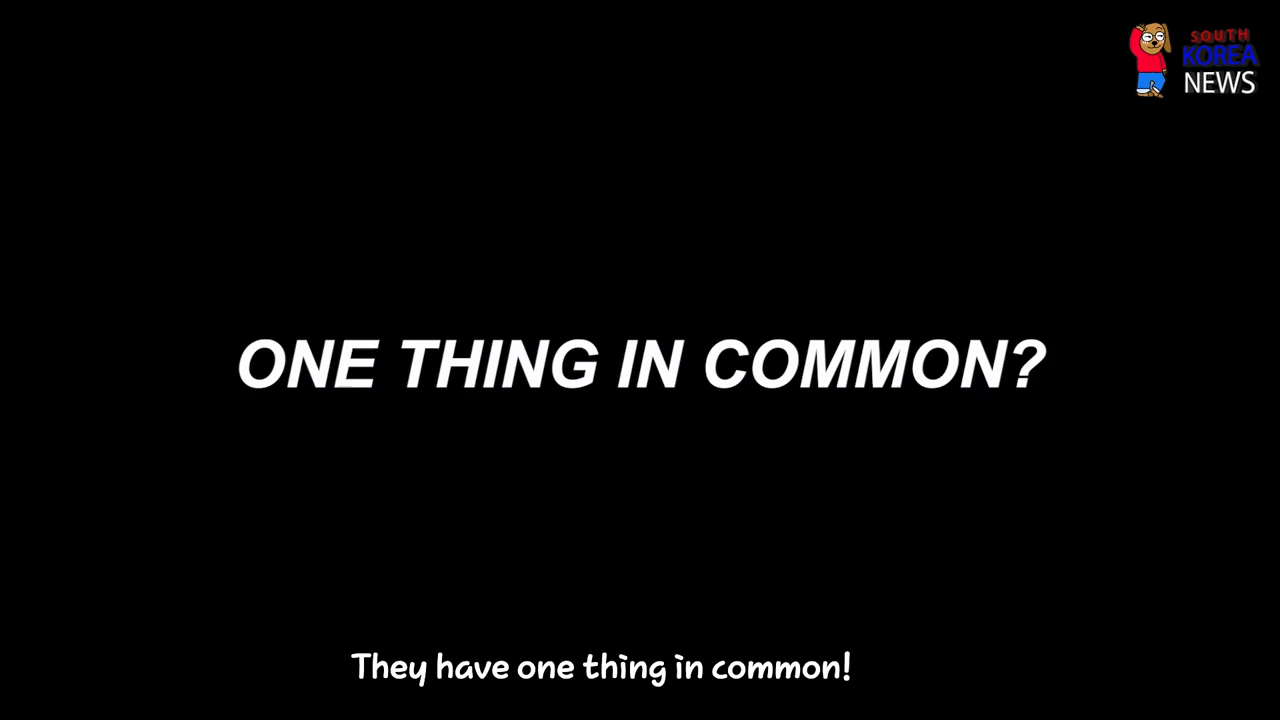 SOUTH
KOREA
NEWS
ONE THING IN COMMON?
They have one thing in common!